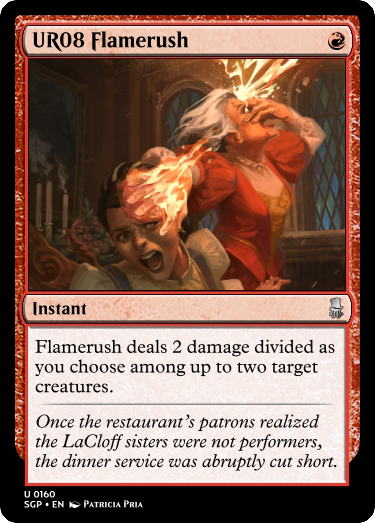 UR08 Flamerush
Instant
Flamerush deals 2 damage divided as
you choose among up to two target
creatures.
Once the restaurant's patrons realized
the LaCloff sisters were not performers,
the dinner service was abruptly cut short.
U 0160
SGP • EN Patricia Pria